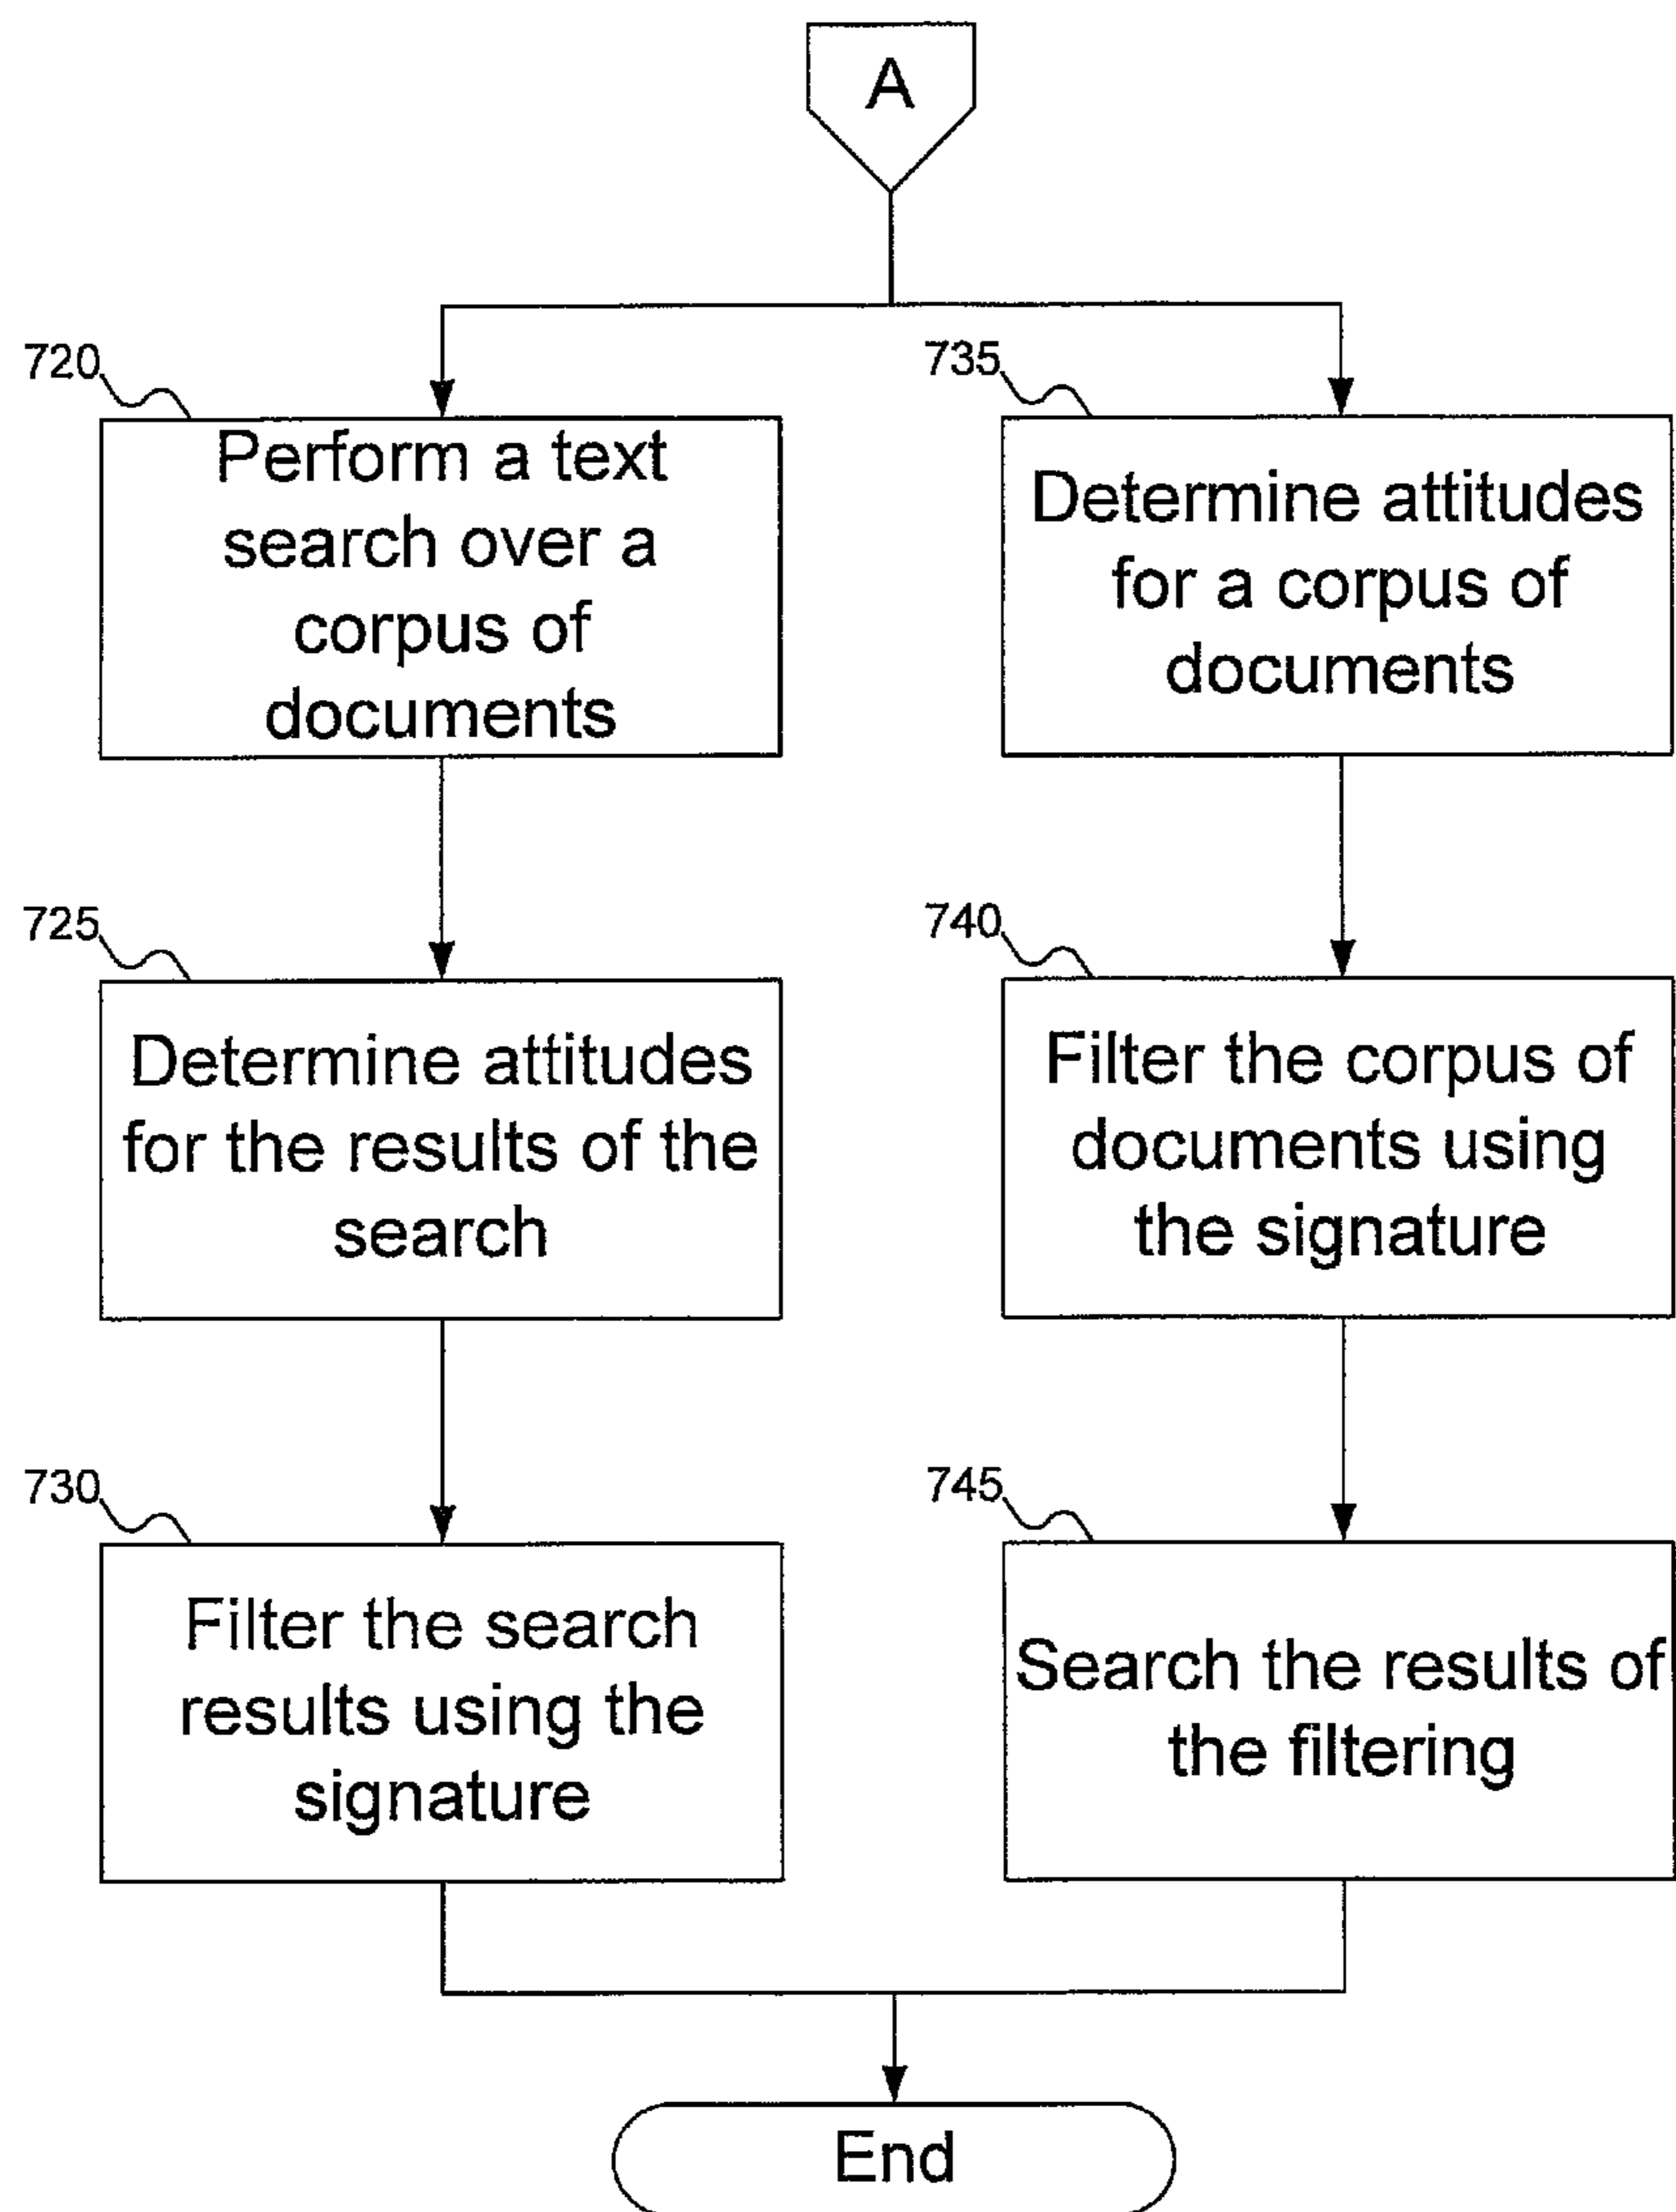 A
720
Perform a text
search over a
corpus of
documents
735
Determine attitudes
for a corpus of
documents
725
Determine attitudes
for the results of the
search
740
Filter the corpus of
documents using
the signature
730
Filter the search
results using the
signature
745
Search the results of
the filtering
End